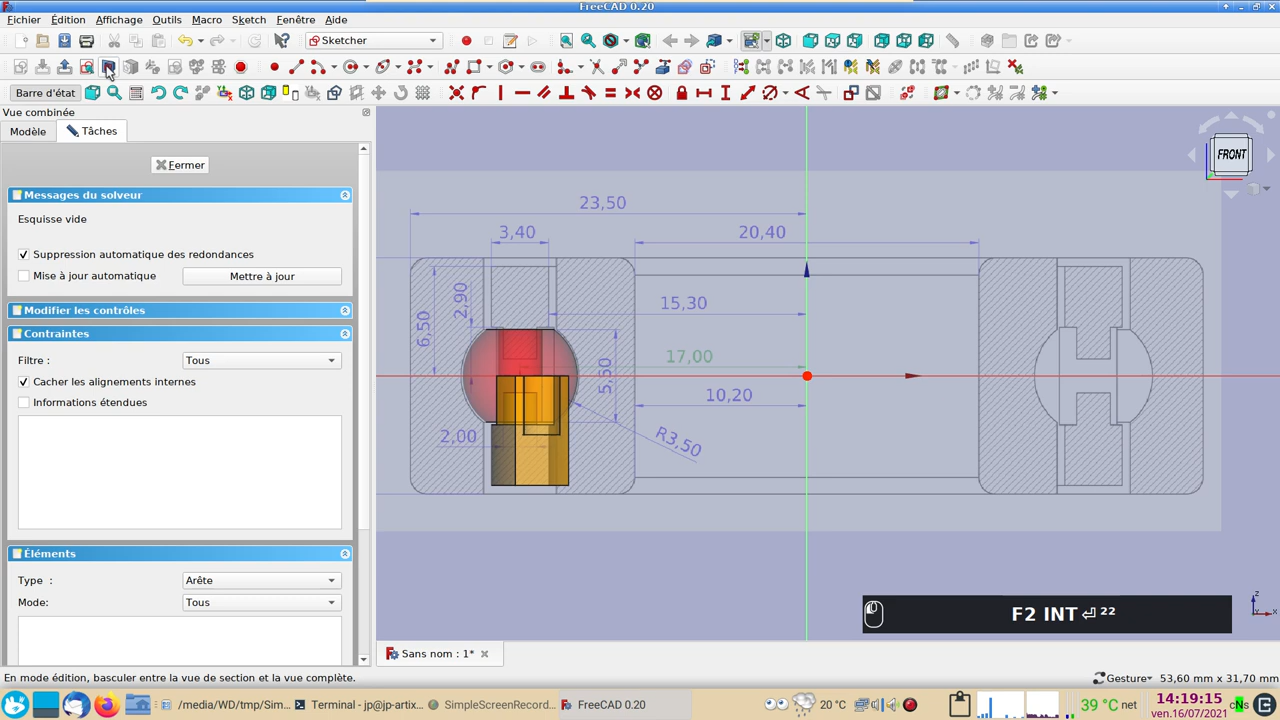 FreeCAD 0.20
Fichier Édition Affichage Outils Macro Sketch Fenêtre Aide
Sketcher
Barre d'état
Vue combinée
Modèle Tâches
Fermer
Messages du solveur
Esquisse vide
Suppression automatique des redondances
Mise à jour automatique Mettre à jour
Modifier les contrôles
Contraintes
Filtre : Tous
Cacher les alignements internes
Informations étendues
Éléments
Type : Arête
Mode: Tous
23,50
3,40
20,40
2,90
6,50
15,30
17,00
5,50
10,20
2,00
R3,50
FRONT
F2 INT ⏎ ²²
Sans nom : 1*
En mode édition, basculer entre la vue de section et la vue complète.
Gesture
53,60 mm x 31,70 mm
/media/WD/tmp/Sim...
Terminal - jp@jp-artix...
SimpleScreenRecord...
FreeCAD 0.20
20 °C
39 °C net
14:19:15
ven.16/07/2021